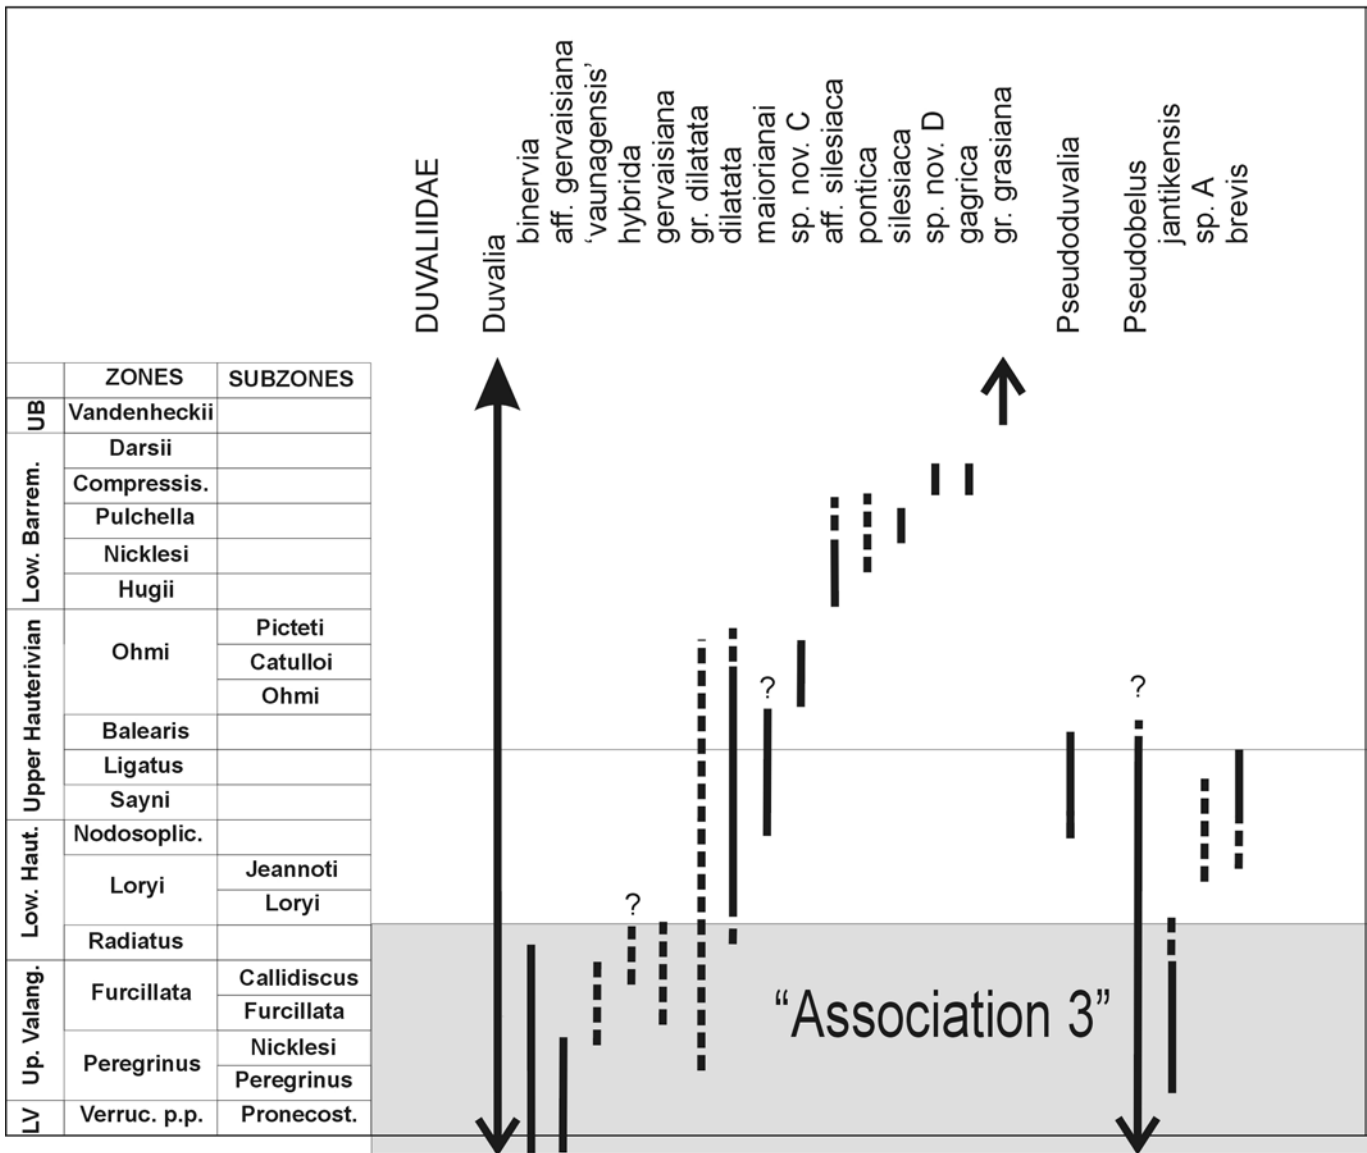 DUVALIIDAE
Duvalia
binervia
aff. gervaisiana
‘vaunagensis’
hybrida
gervaisiana
gr. dilatata
dilatata
maiorianai
sp. nov. C
aff. silesiaca
pontica
silesiaca
sp. nov. D
gagrica
gr. grasiana
Pseudoduvalia
Pseudobelus
jantikensis
sp. A
brevis
ZONES SUBZONES
UB
Vandenheckii
Low. Barrem.
Darsii
Compressis.
Pulchella
Nicklesi
Hugii
Upper Hauterivian
Ohmi
Picteti
Catulloi
Ohmi
Balearis
Ligatus
Sayni
Low. Haut.
Nodosoplic.
Loryi
Jeannoti
Loryi
Radiatus
Up. Valang.
Furcillata
Callidiscus
Furcillata
Peregrinus
Nicklesi
Peregrinus
LV
Verruc. p.p. Pronecost.
?
?
?
“Association 3”